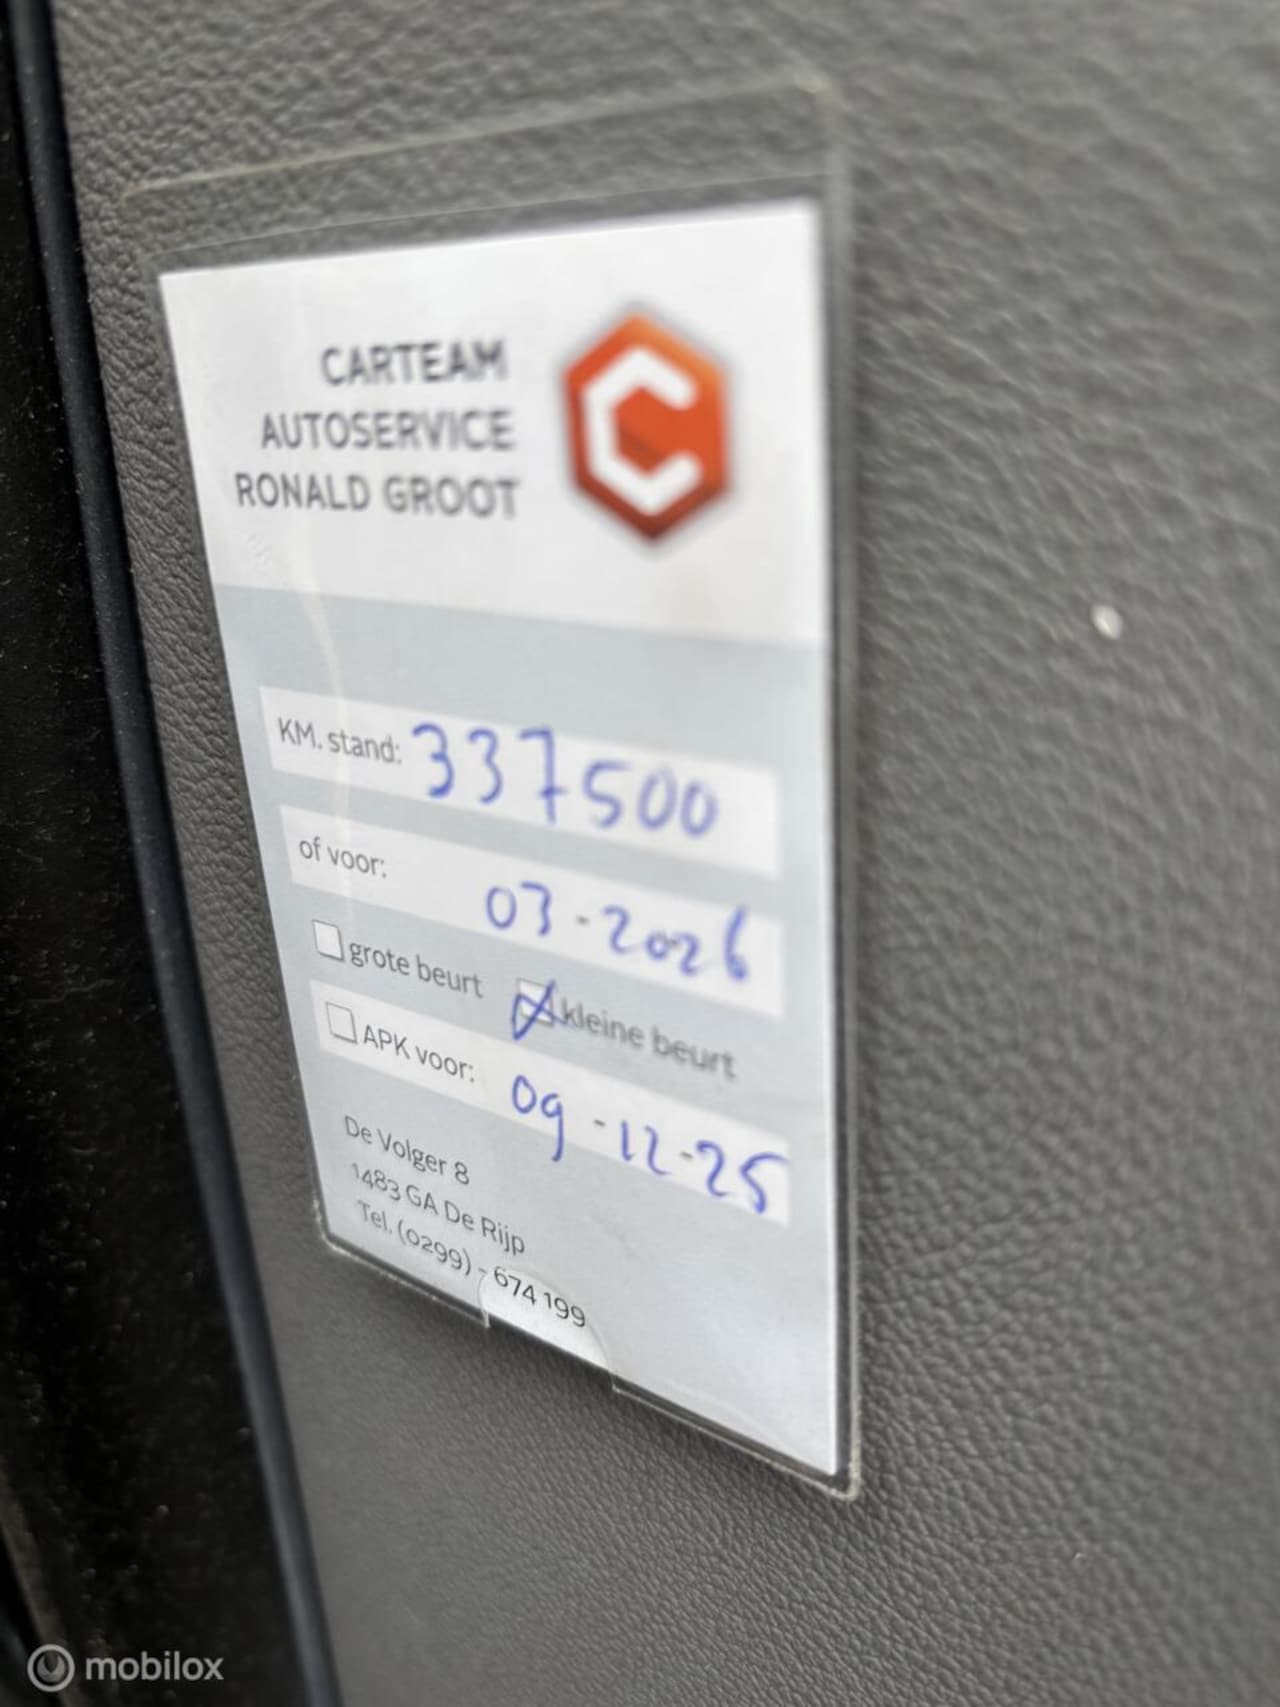 CARTEAM
AUTOSERVICE
RONALD GROOT
KM. stand: 337500
of voor: 03-2026
grote beurt kleine beurt
APK voor: 09-12-25
De Volger 8
1483 GA De Rijp
Tel. (0299) - 674 199
mobilox